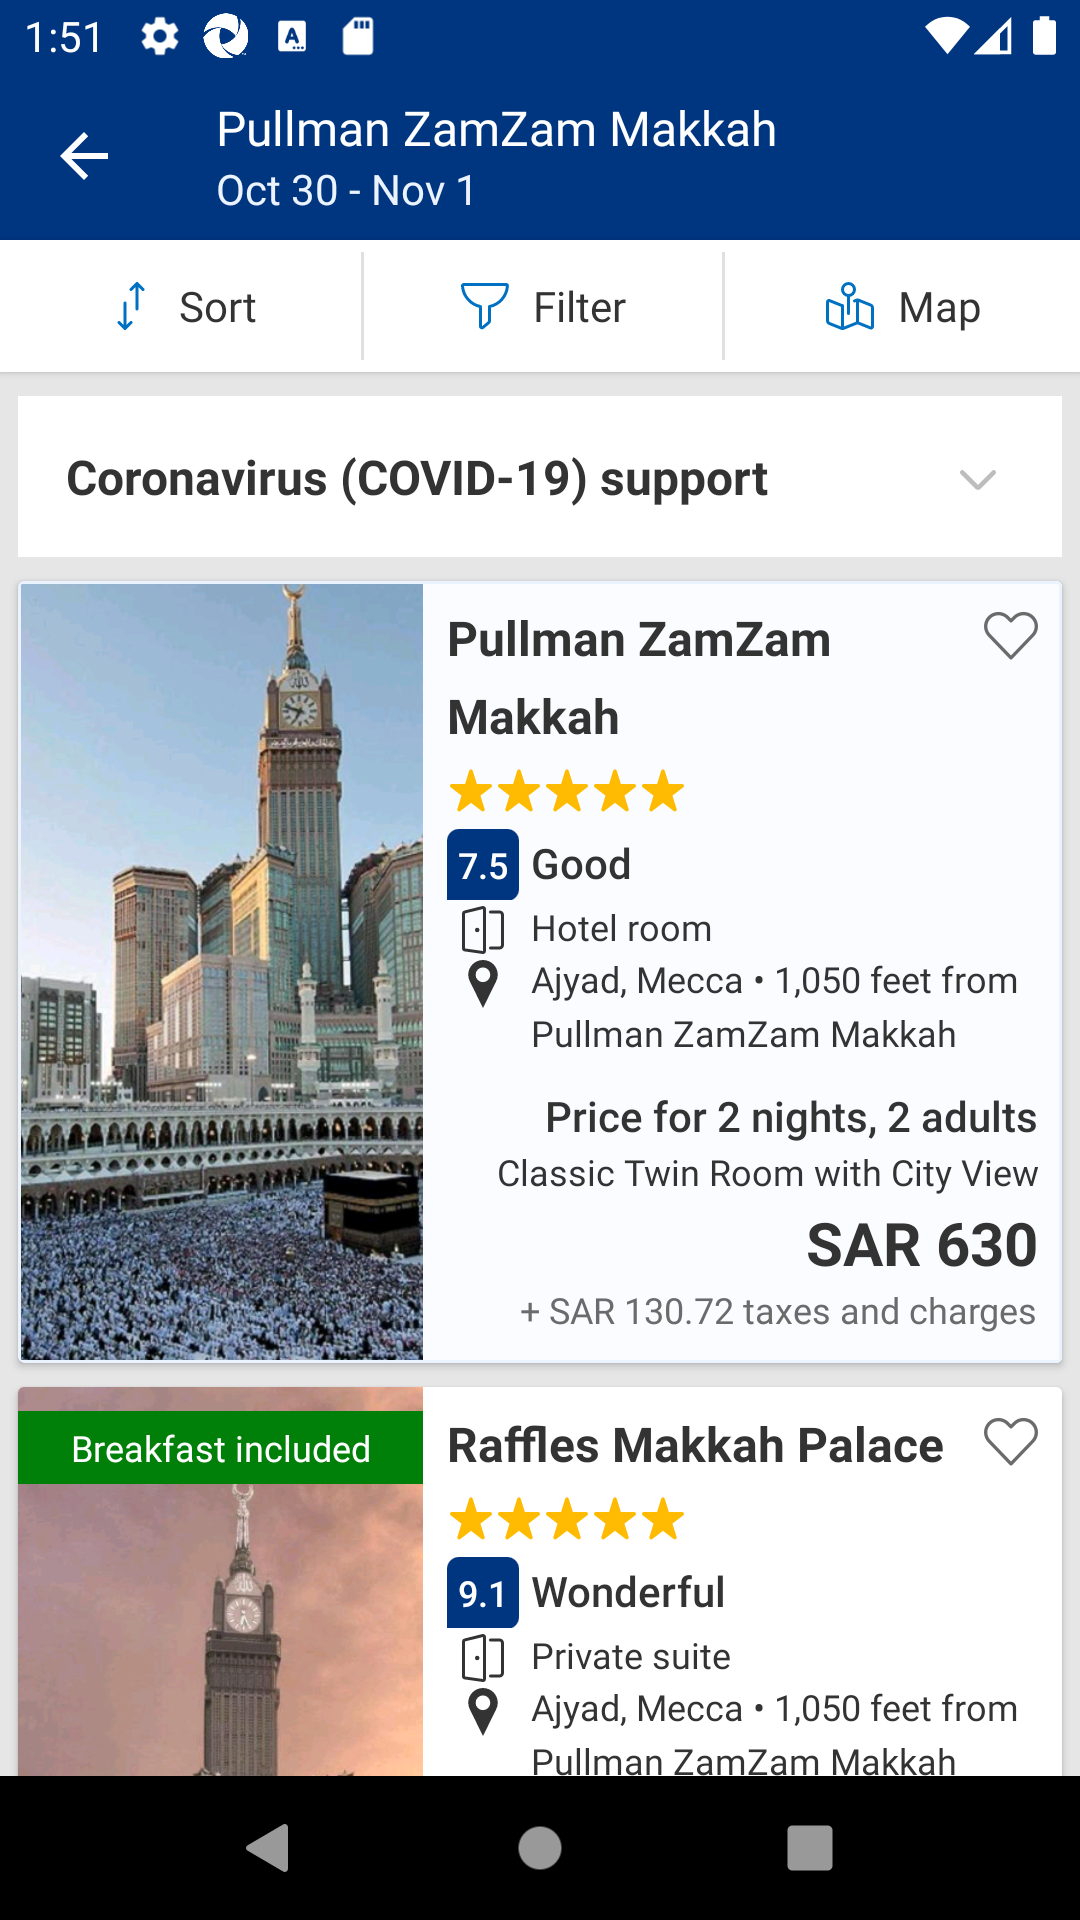 1:51
Pullman ZamZam Makkah
Oct 30 - Nov 1
Sort
Filter
Map
Coronavirus (COVID-19) support
Pullman ZamZam
Makkah
7.5 Good
Hotel room
Ajyad, Mecca • 1,050 feet from
Pullman ZamZam Makkah
Price for 2 nights, 2 adults
Classic Twin Room with City View
SAR 630
+ SAR 130.72 taxes and charges
Breakfast included
Raffles Makkah Palace
9.1 Wonderful
Private suite
Ajyad, Mecca • 1,050 feet from
Pullman ZamZam Makkah